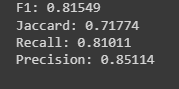 F1: 0.81549
Jaccard: 0.71774
Recall: 0.81011
Precision: 0.85114